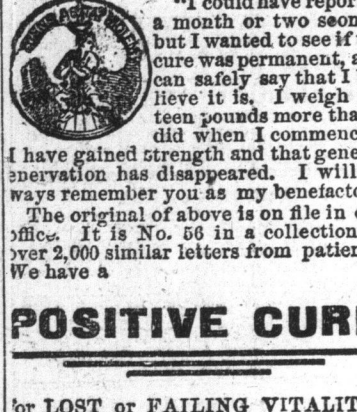 "I could have repor
a month or two soon
but I wanted to see if
cure was permanent, a
can safely say that I
lieve it is. I weigh
teen pounds more tha
did when I commenc
I have gained strength and that gene
enervation has disappeared. I will
ways remember you as my benefacto
The original of above is on file in
office. It is No. 56 in a collection
over 2,000 similar letters from patien
We have a
POSITIVE CUR
for LOST or FAILING VITALIT